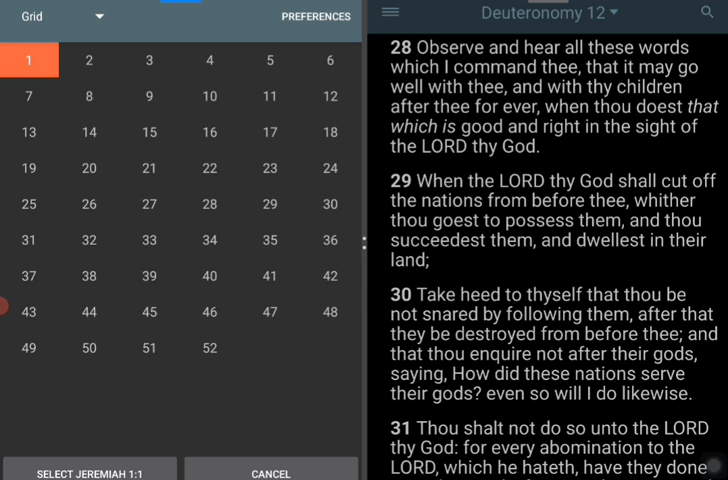 Grid
PREFERENCES
1 2 3 4 5 6
7 8 9 10 11 12
13 14 15 16 17 18
19 20 21 22 23 24
25 26 27 28 29 30
31 32 33 34 35 36
37 38 39 40 41 42
43 44 45 46 47 48
49 50 51 52
SELECT JEREMIAH 1:1
CANCEL
Deuteronomy 12
28 Observe and hear all these words
which I command thee, that it may go
well with thee, and with thy children
after thee for ever, when thou doest that
which is good and right in the sight of
the LORD thy God.
29 When the LORD thy God shall cut off
the nations from before thee, whither
thou goest to possess them, and thou
succeedest them, and dwellest in their
land;
30 Take heed to thyself that thou be
not snared by following them, after that
they be destroyed from before thee; and
that thou enquire not after their gods,
saying, How did these nations serve
their gods? even so will I do likewise.
31 Thou shalt not do so unto the LORD
thy God: for every abomination to the
LORD, which he hateth, have they done